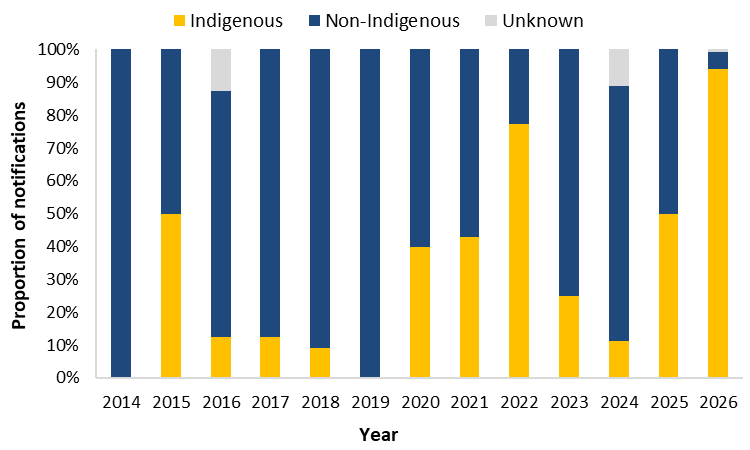 Indigenous Non-Indigenous Unknown
100%
90%
80%
70%
60%
50%
40%
30%
20%
10%
0%
Proportion of notifications
2014 2015 2016 2017 2018 2019 2020 2021 2022 2023 2024 2025 2026
Year